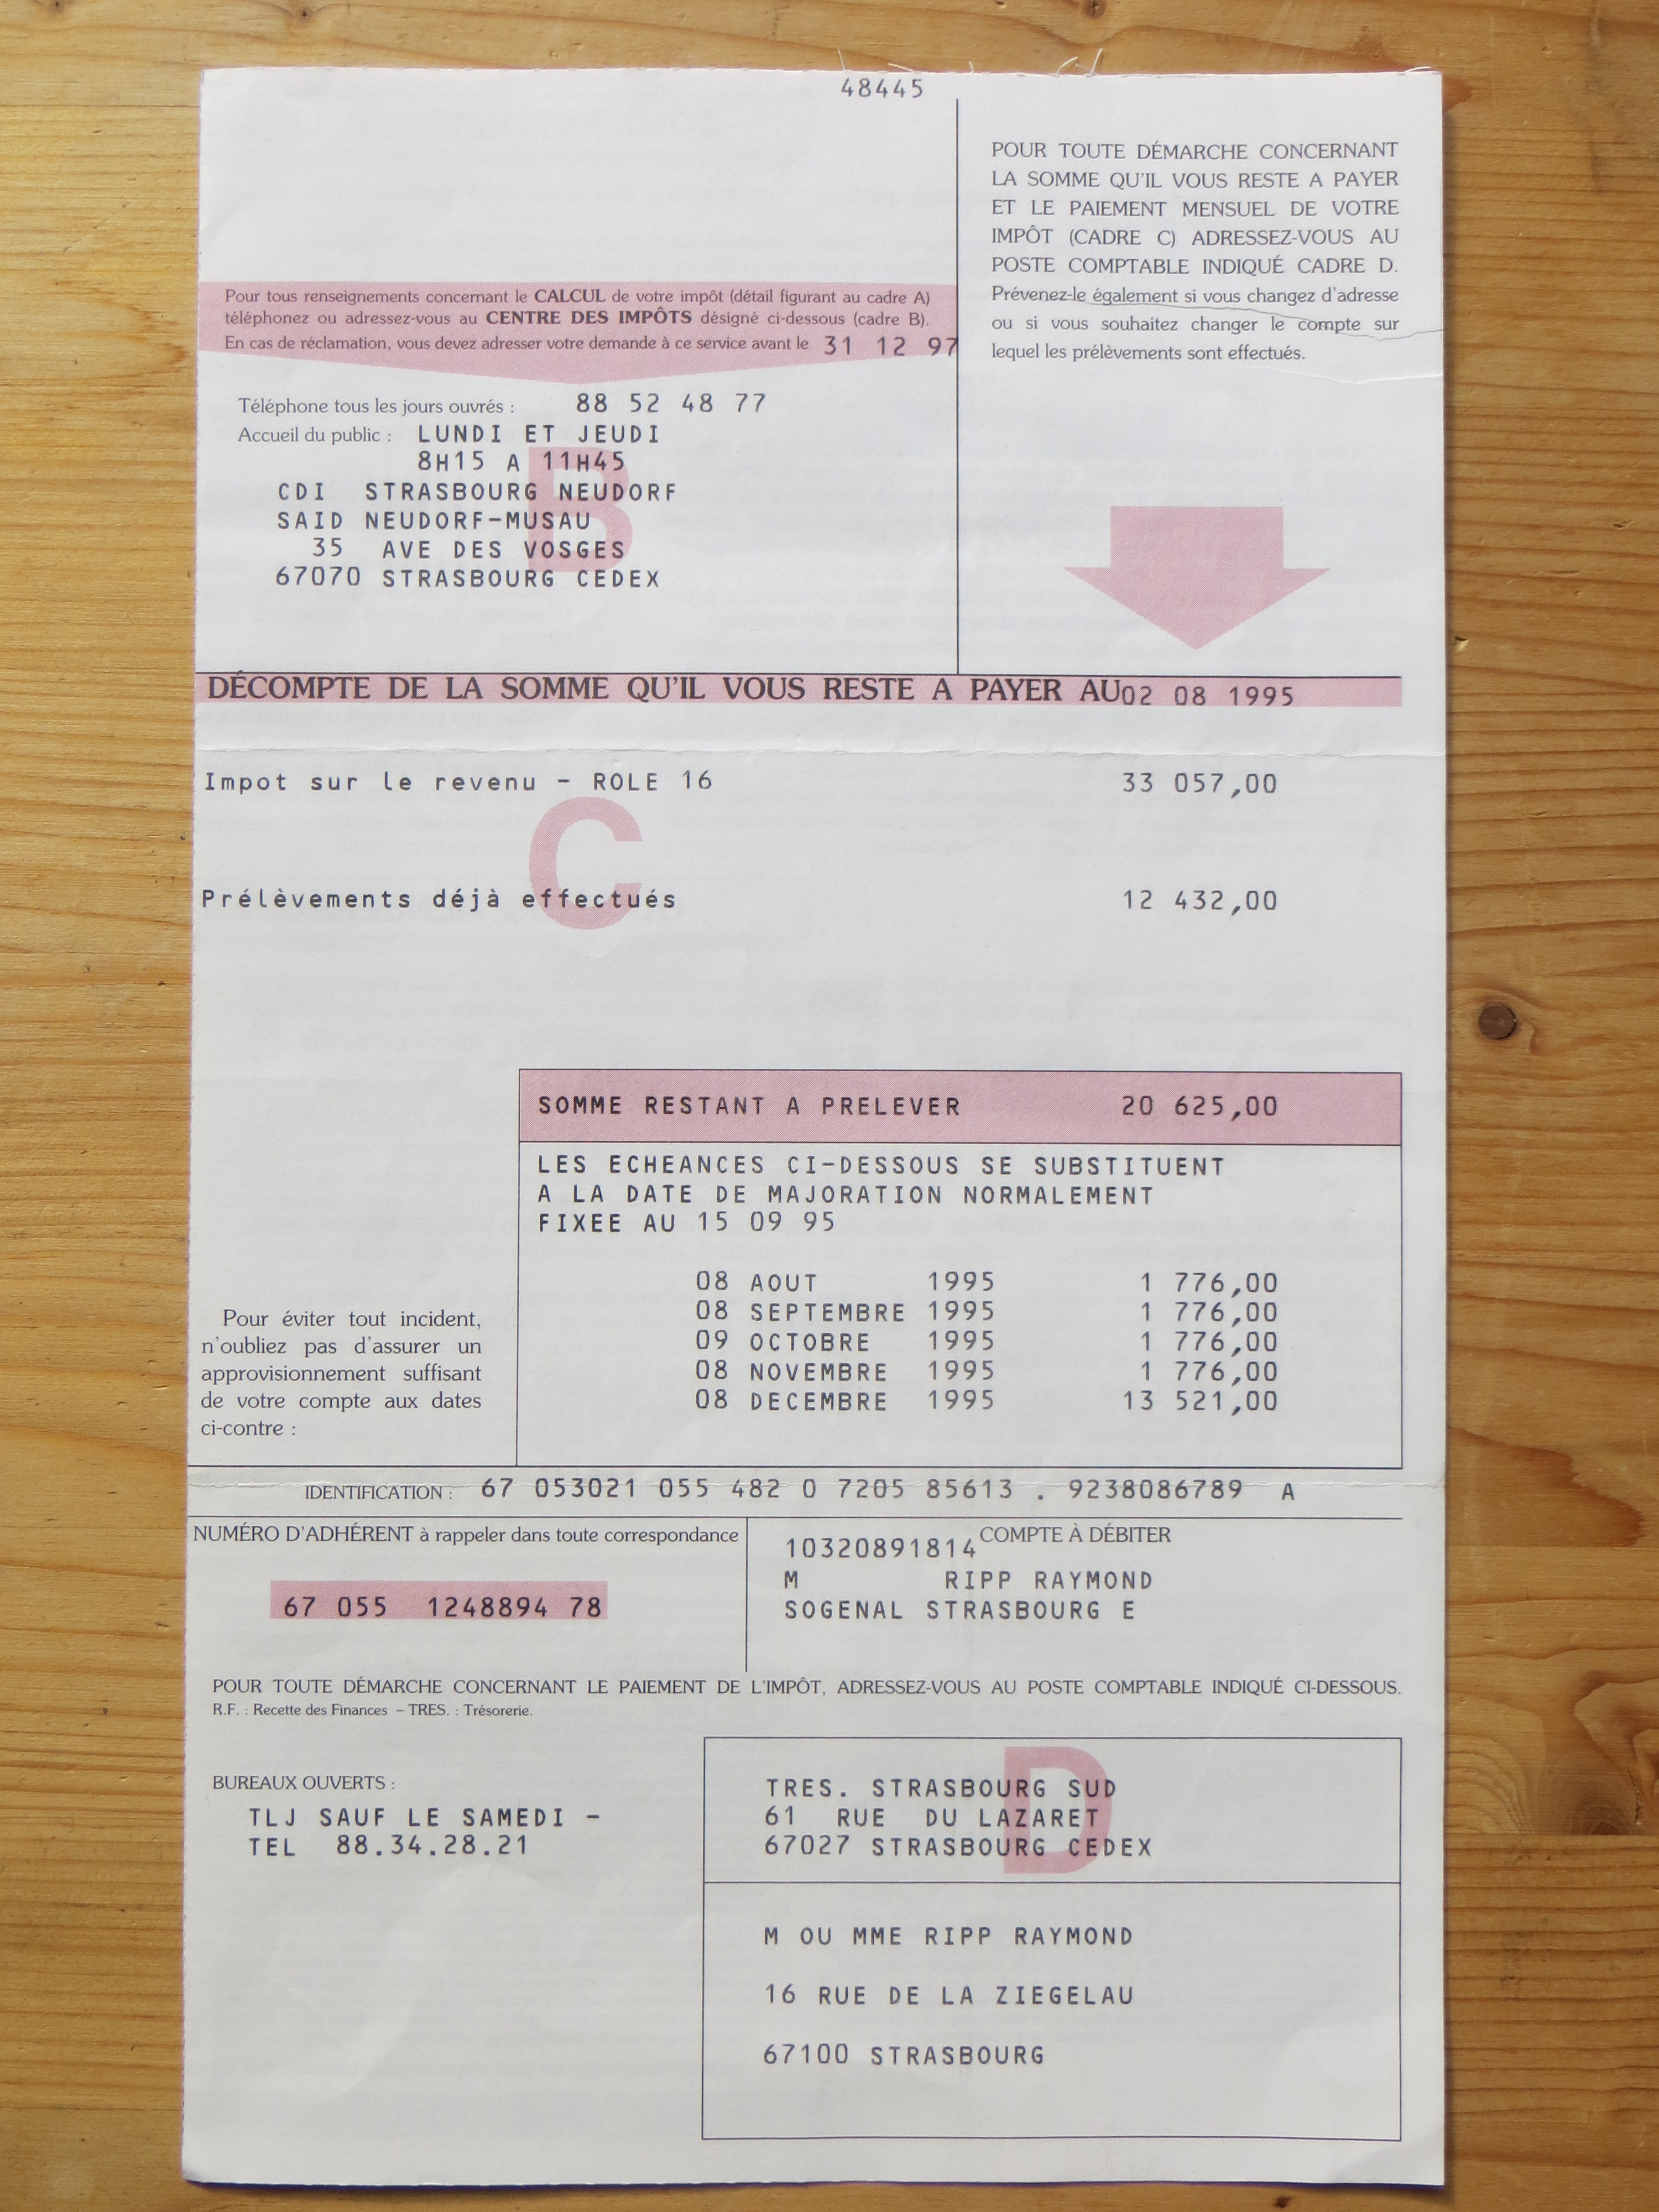 48445
POUR TOUTE DÉMARCHE CONCERNANT
LA SOMME QU'IL VOUS RESTE A PAYER
ET LE PAIEMENT MENSUEL DE VOTRE
IMPÔT (CADRE C) ADRESSEZ-VOUS AU
POSTE COMPTABLE INDIQUÉ CADRE D.
Prévenez-le également si vous changez d'adresse
ou si vous souhaitez changer le compte sur
lequel les prélèvements sont effectués.
Pour tous renseignements concernant le CALCUL de votre impôt (détail figurant au cadre A)
téléphonez ou adressez-vous au CENTRE DES IMPÔTS désigné ci-dessous (cadre B).
En cas de réclamation, vous devez adresser votre demande à ce service avant le 31 12 97
Téléphone tous les jours ouvrés : 88 52 48 77
Accueil du public : LUNDI ET JEUDI
8H15 A 11H45
B
CDI STRASBOURG NEUDORF
SAID NEUDORF-MUSAU
35 AVE DES VOSGES
67070 STRASBOURG CEDEX
DÉCOMPTE DE LA SOMME QU'IL VOUS RESTE A PAYER AU 02 08 1995
Impot sur le revenu - ROLE 16 33 057,00
C
Prélèvements déjà effectués 12 432,00
SOMME RESTANT A PRELEVER 20 625,00
LES ECHEANCES CI-DESSOUS SE SUBSTITUENT
A LA DATE DE MAJORATION NORMALEMENT
FIXEE AU 15 09 95
08 AOUT 1995 1 776,00
08 SEPTEMBRE 1995 1 776,00
09 OCTOBRE 1995 1 776,00
08 NOVEMBRE 1995 1 776,00
08 DECEMBRE 1995 13 521,00
Pour éviter tout incident,
n'oubliez pas d'assurer un
approvisionnement suffisant
de votre compte aux dates
ci-contre :
IDENTIFICATION : 67 053021 055 482 0 7205 85613 . 9238086789 A
NUMÉRO D'ADHÉRENT à rappeler dans toute correspondance
67 055 1248894 78
COMPTE À DÉBITER
10320891814
M RIPP RAYMOND
SOGENAL STRASBOURG E
POUR TOUTE DÉMARCHE CONCERNANT LE PAIEMENT DE L'IMPÔT, ADRESSEZ-VOUS AU POSTE COMPTABLE INDIQUÉ CI-DESSOUS.
R.F. : Recette des Finances – TRES. : Trésorerie.
BUREAUX OUVERTS :
TLJ SAUF LE SAMEDI -
TEL 88.34.28.21
D
TRES. STRASBOURG SUD
61 RUE DU LAZARET
67027 STRASBOURG CEDEX
M OU MME RIPP RAYMOND
16 RUE DE LA ZIEGELAU
67100 STRASBOURG